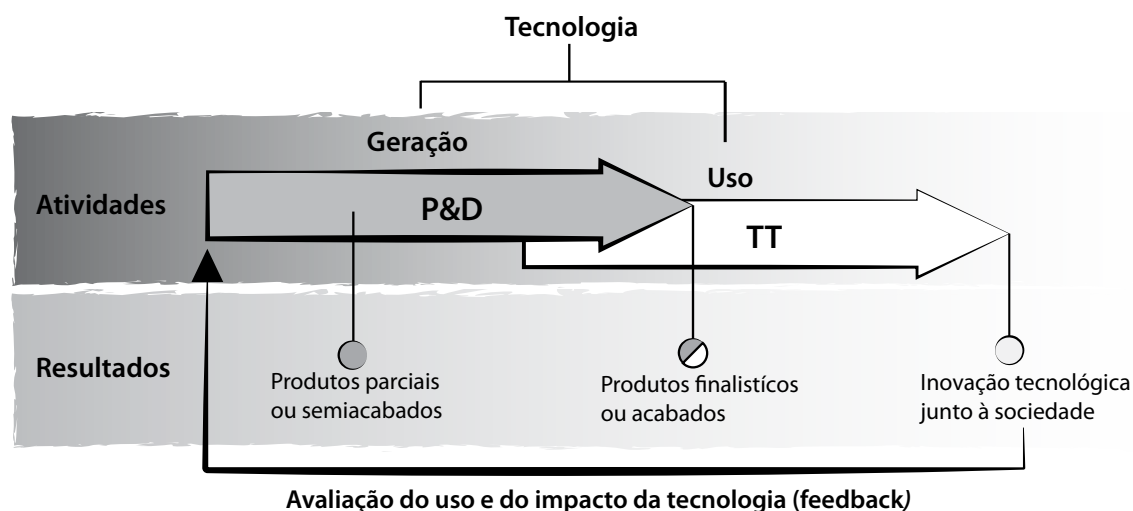 Tecnologia
Geração
Uso
Atividades
P&D
TT
Resultados
Produtos parciais
ou semiacabados
Produtos finalistícos
ou acabados
Inovação tecnológica
junto à sociedade
Avaliação do uso e do impacto da tecnologia (feedback)